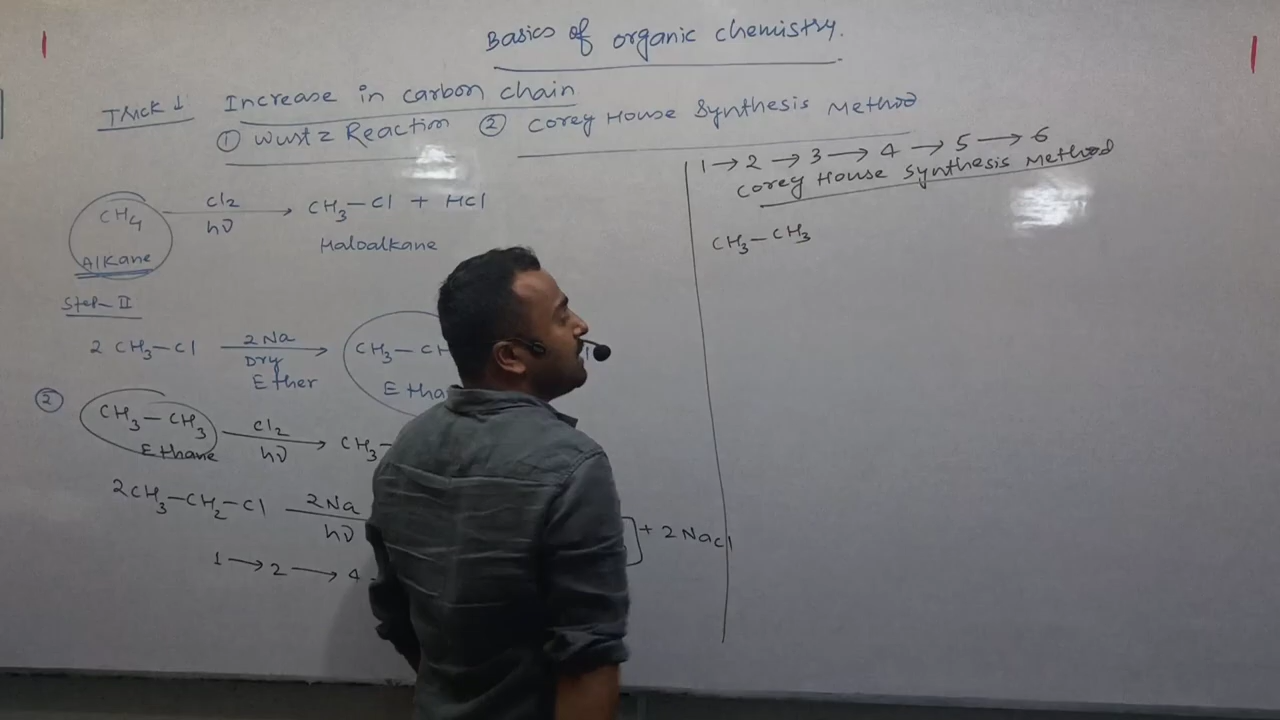 Basics of organic chemistry.
Trick 1 Increase in carbon chain
① Wurtz Reaction ② Corey House Synthesis Method
CH₄ Cl₂ hν → CH₃–Cl + HCl
Alkane Haloalkane
Step-II
2 CH₃–Cl 2Na Dry Ether → CH₃–CH
Etha
② CH₃–CH₃ Cl₂ hν → CH₃–
Ethane
2CH₃–CH₂–Cl 2Na hν ] + 2NaCl
1 → 2 → 4
1 → 2 → 3 → 4 → 5 → 6
Corey House Synthesis Method
CH₃–CH₃